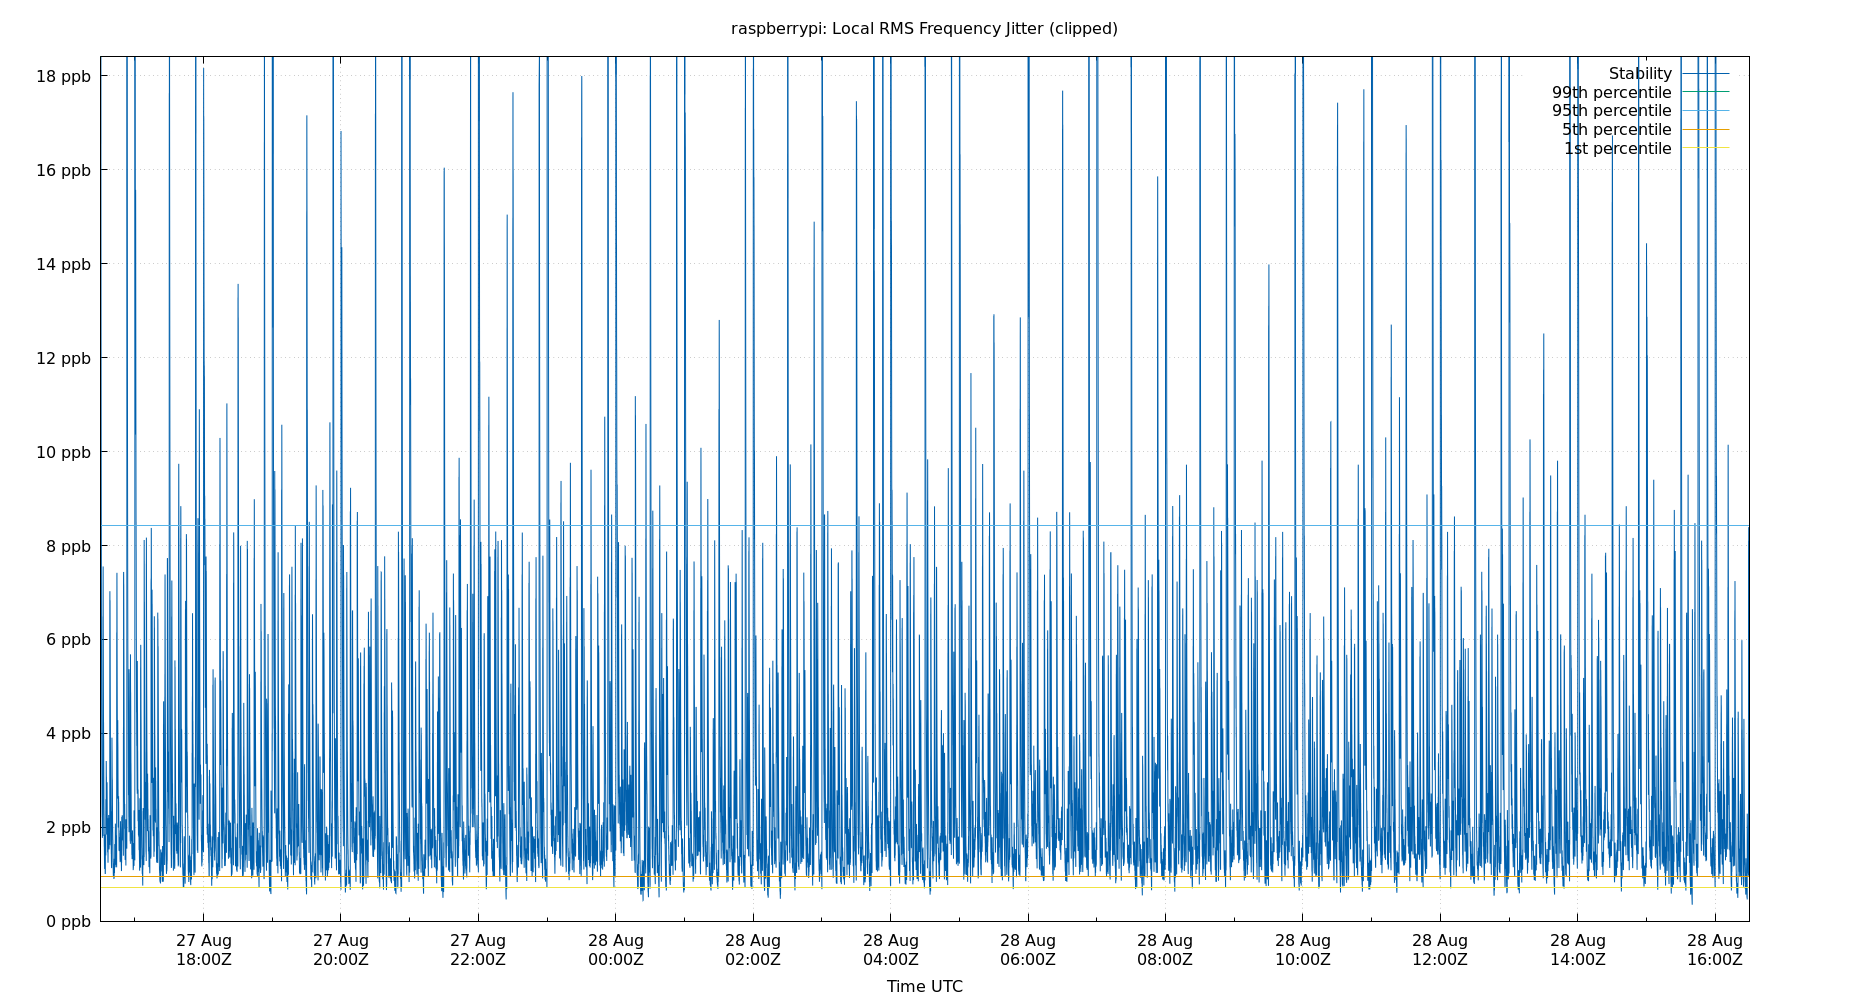 raspberrypi: Local RMS Frequency Jitter (clipped)
18 ppb
16 ppb
14 ppb
12 ppb
10 ppb
8 ppb
6 ppb
4 ppb
2 ppb
0 ppb
Stability
99th percentile
95th percentile
5th percentile
1st percentile
27 Aug 27 Aug 27 Aug 28 Aug 28 Aug 28 Aug 28 Aug 28 Aug 28 Aug 28 Aug 28 Aug 28 Aug
18:00Z 20:00Z 22:00Z 00:00Z 02:00Z 04:00Z 06:00Z 08:00Z 10:00Z 12:00Z 14:00Z 16:00Z
Time UTC